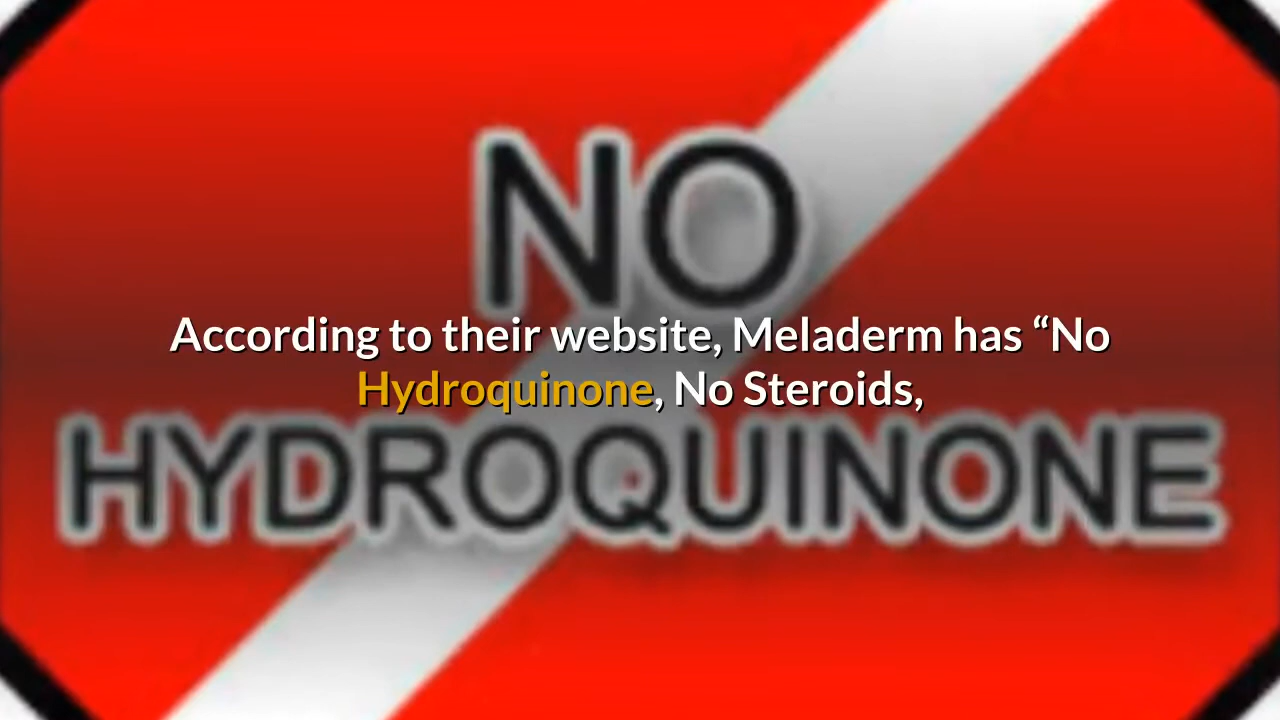 NO
According to their website, Meladerm has “No
Hydroquinone, No Steroids,
HYDROQUINONE